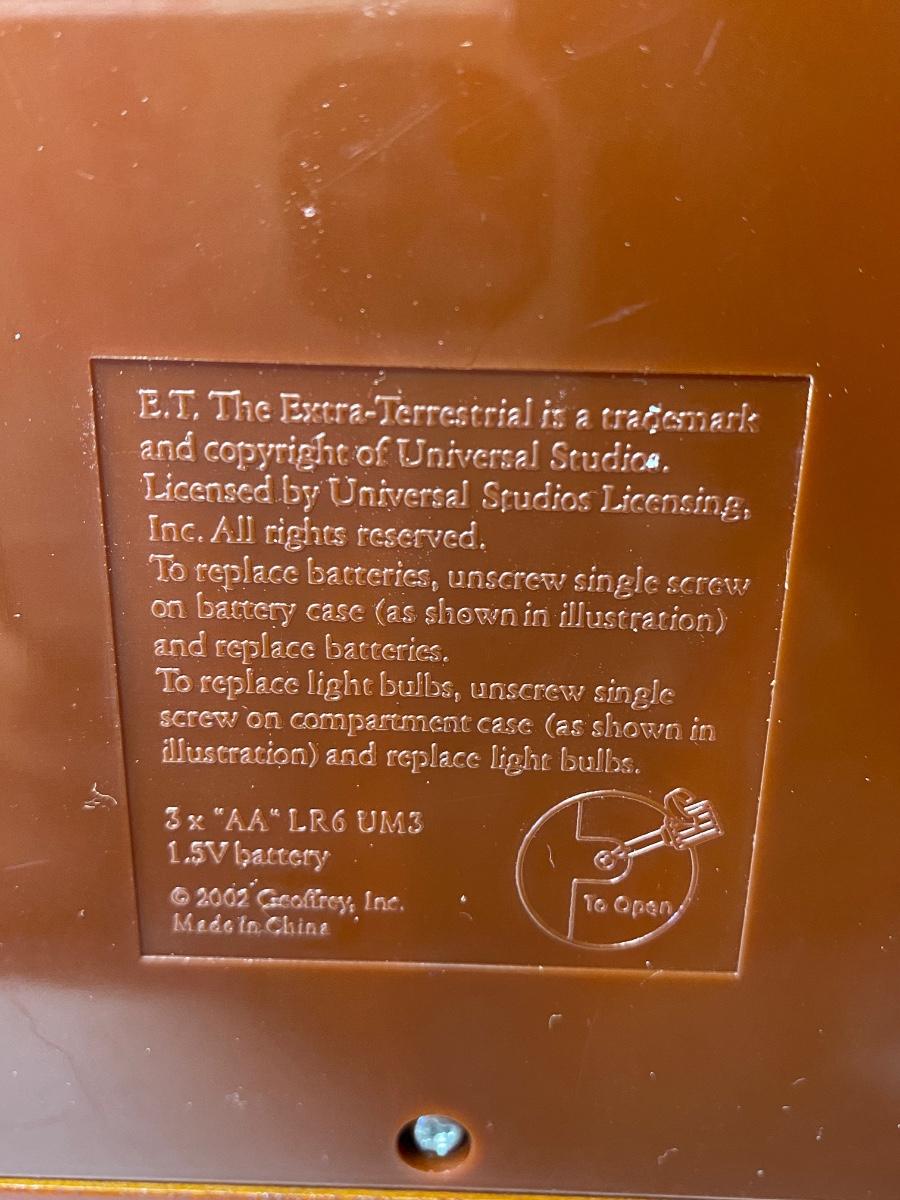 E.T. The Extra-Terrestrial is a trademark
and copyright of Universal Studios.
Licensed by Universal Studios Licensing,
Inc. All rights reserved.
To replace batteries, unscrew single screw
on battery case (as shown in illustration)
and replace batteries.
To replace light bulbs, unscrew single
screw on compartment case (as shown in
illustration) and replace light bulbs.
3 x "AA" LR6 UM3
1.5V battery
© 2002 Geoffrey, Inc.
Made in China
To Open